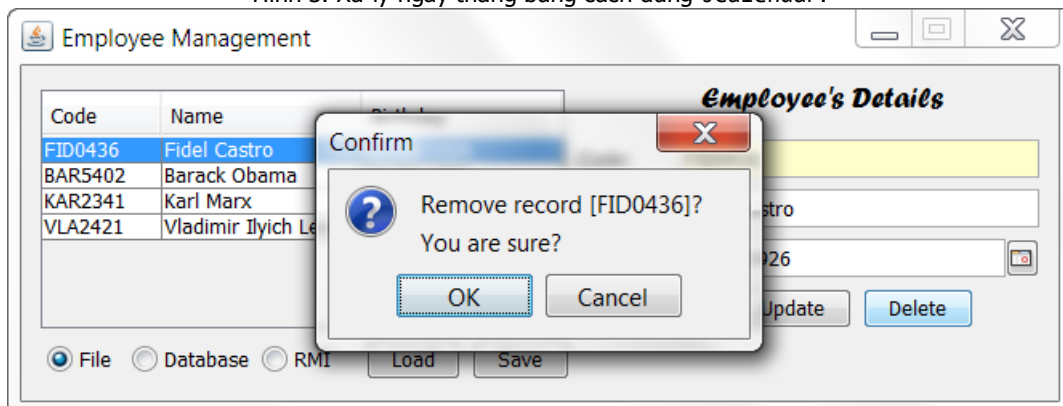 Employee Management
Employee's Details
Code Name
Confirm
FID0436 Fidel Castro
BAR5402 Barack Obama
KAR2341 Karl Marx
VLA2421 Vladimir Ilyich Le
Remove record [FID0436]?
You are sure?
OK Cancel
stro
926
Update Delete
File Database RMI Load Save